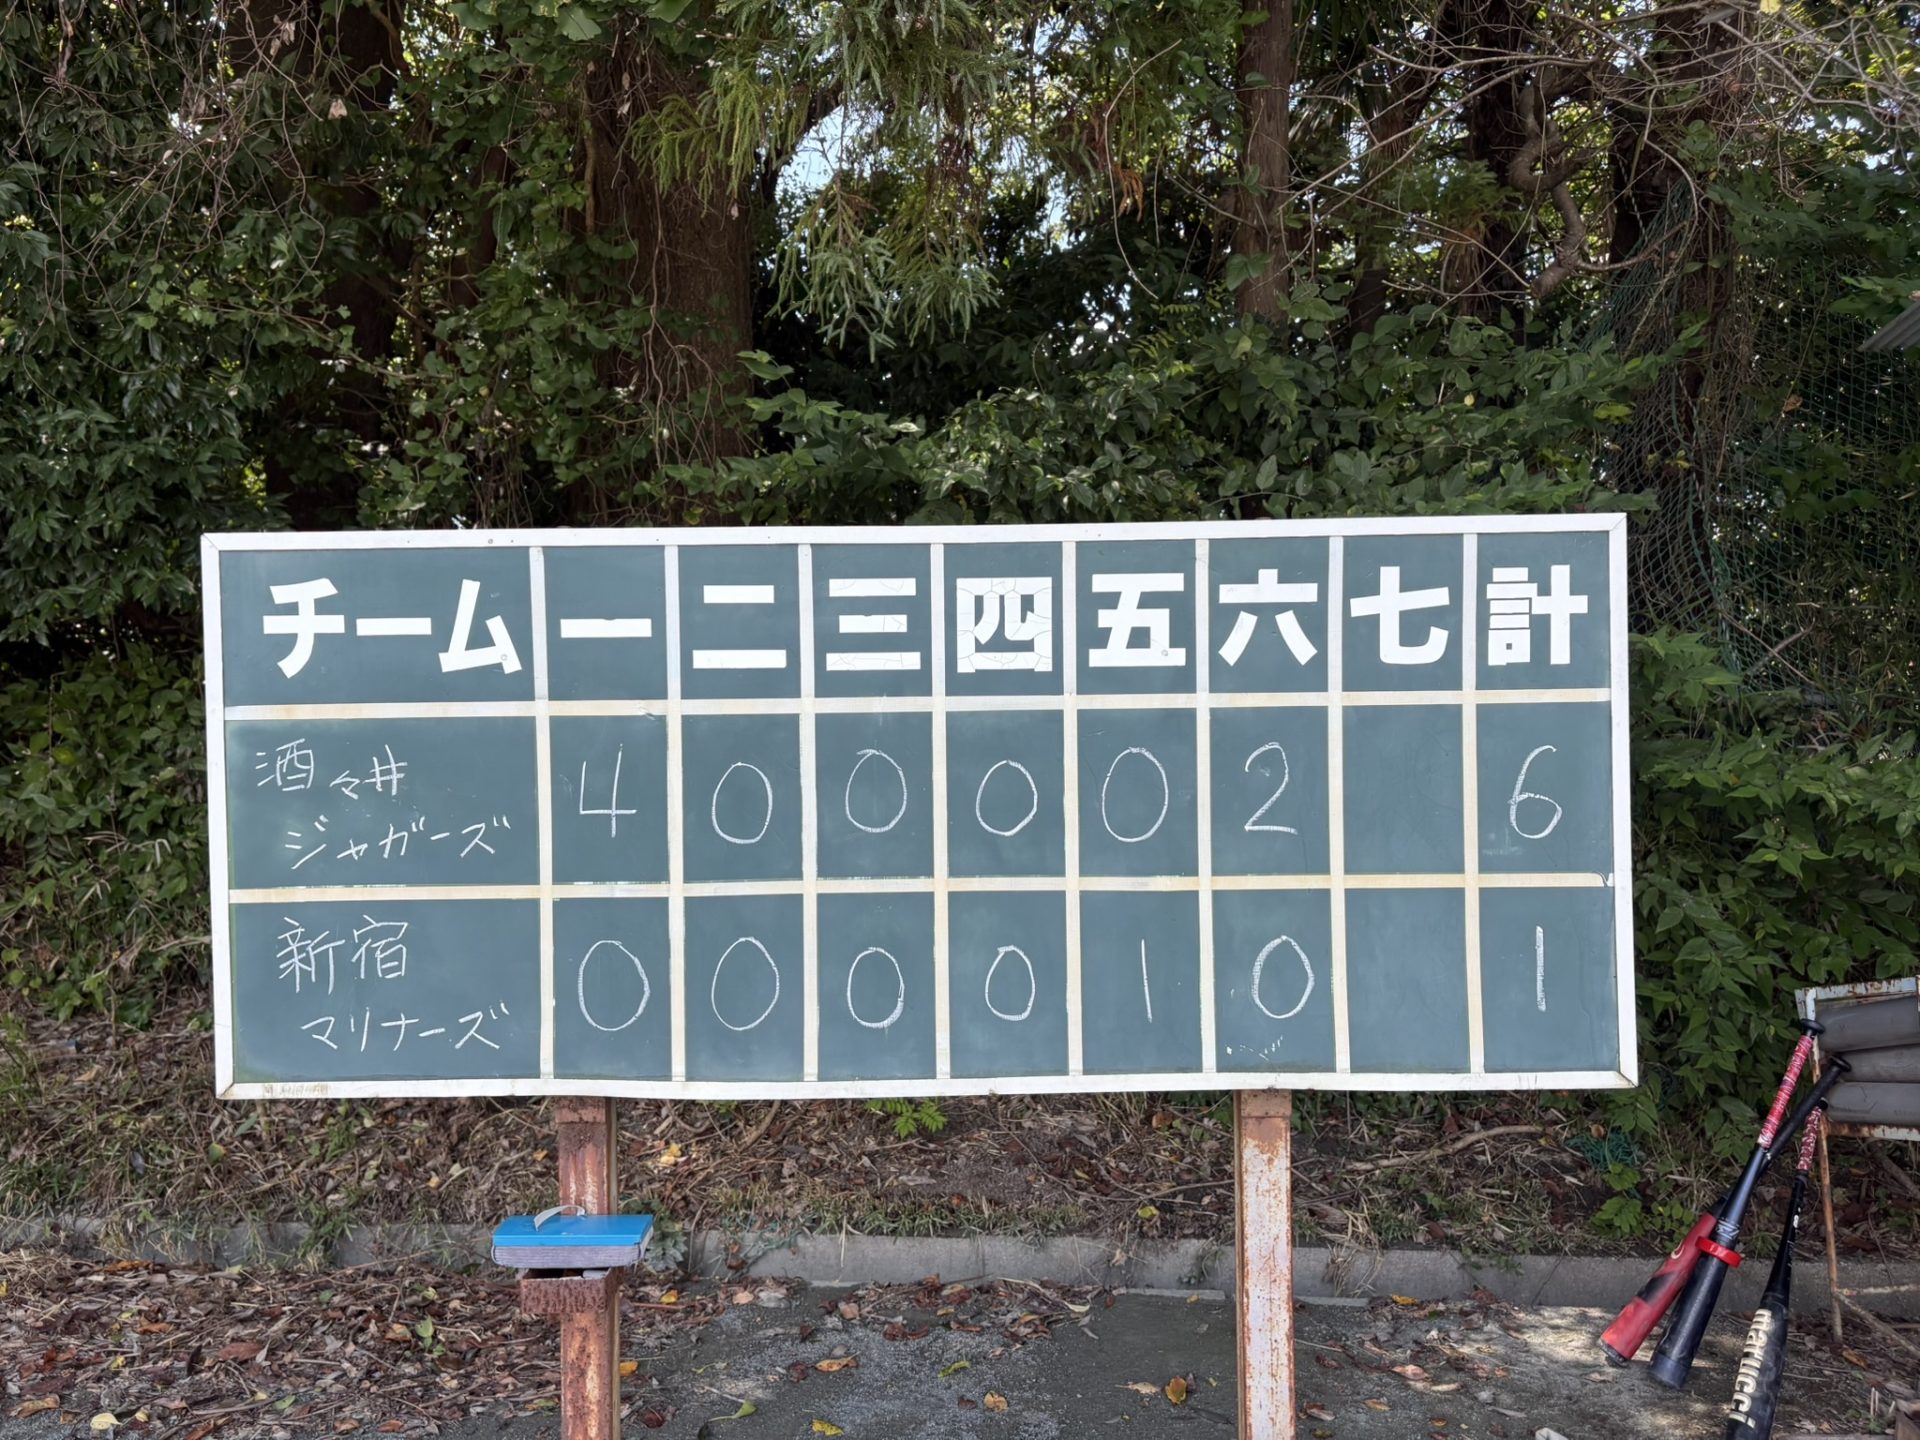 チーム 一 二 三 四 五 六 七 計
酒々井
ジャガーズ 4 0 0 0 0 2 6
新宿
マリナーズ 0 0 0 0 1 0 1
marucci